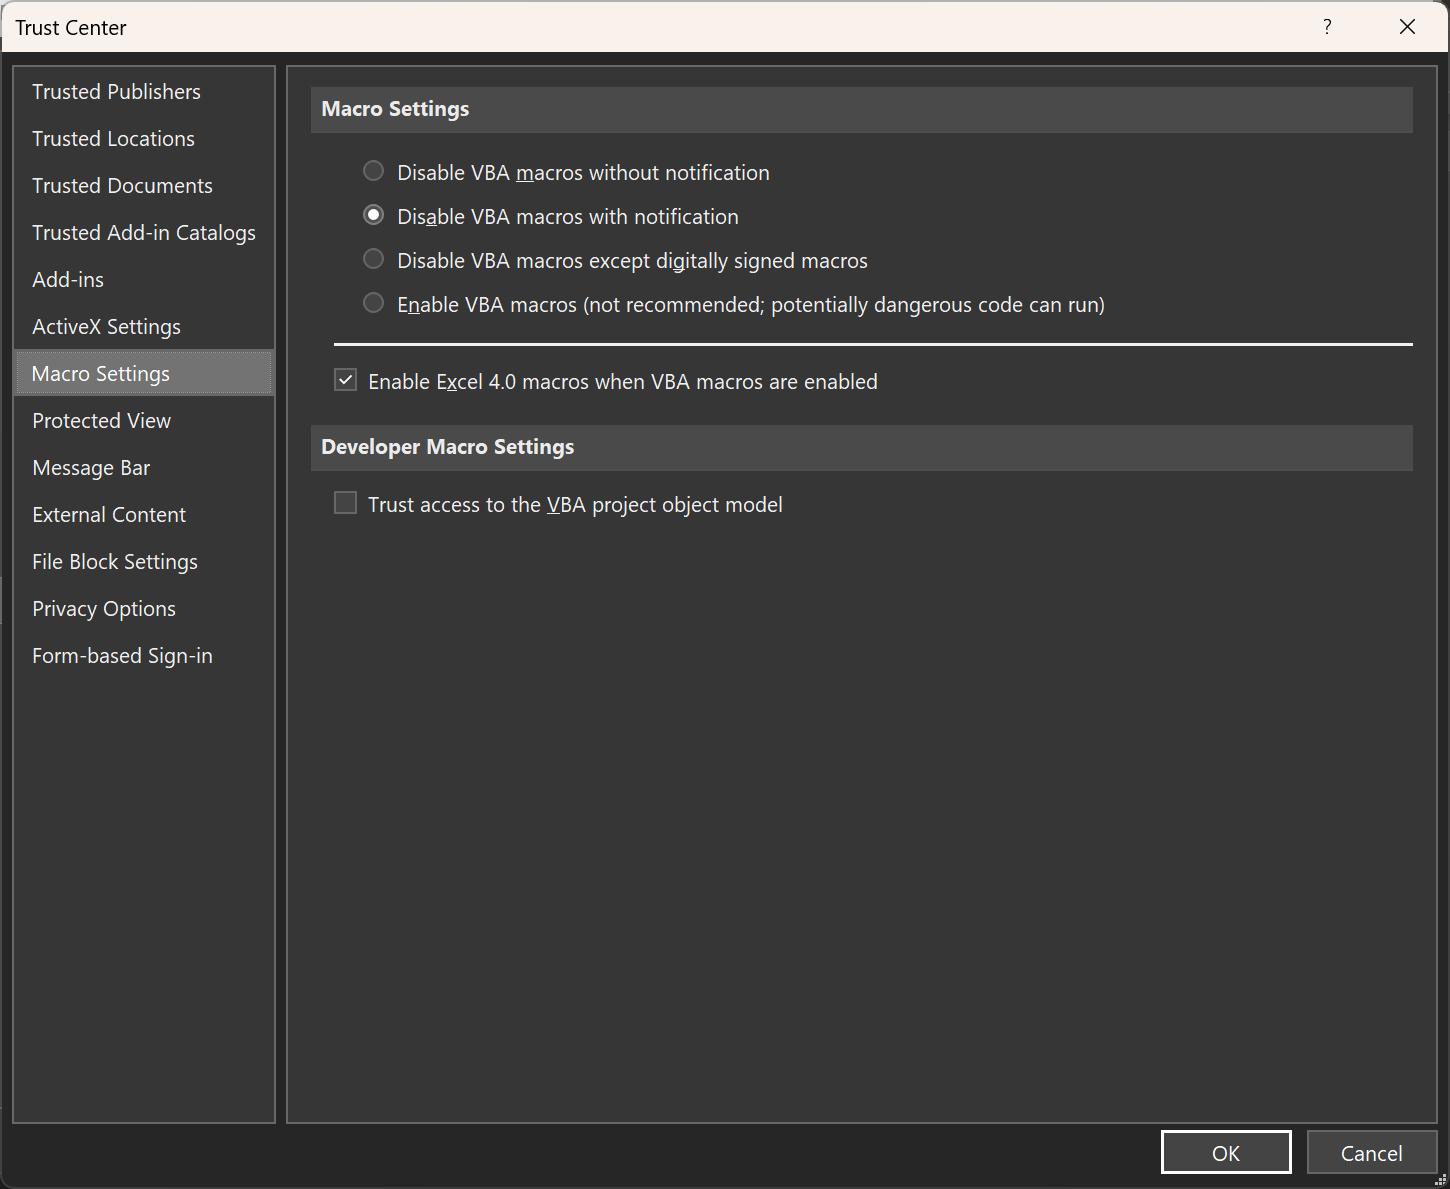 Trust Center
?
Trusted Publishers
Trusted Locations
Trusted Documents
Trusted Add-in Catalogs
Add-ins
ActiveX Settings
Macro Settings
Protected View
Message Bar
External Content
File Block Settings
Privacy Options
Form-based Sign-in
Macro Settings
Disable VBA macros without notification
Disable VBA macros with notification
Disable VBA macros except digitally signed macros
Enable VBA macros (not recommended; potentially dangerous code can run)
Enable Excel 4.0 macros when VBA macros are enabled
Developer Macro Settings
Trust access to the VBA project object model
OK
Cancel